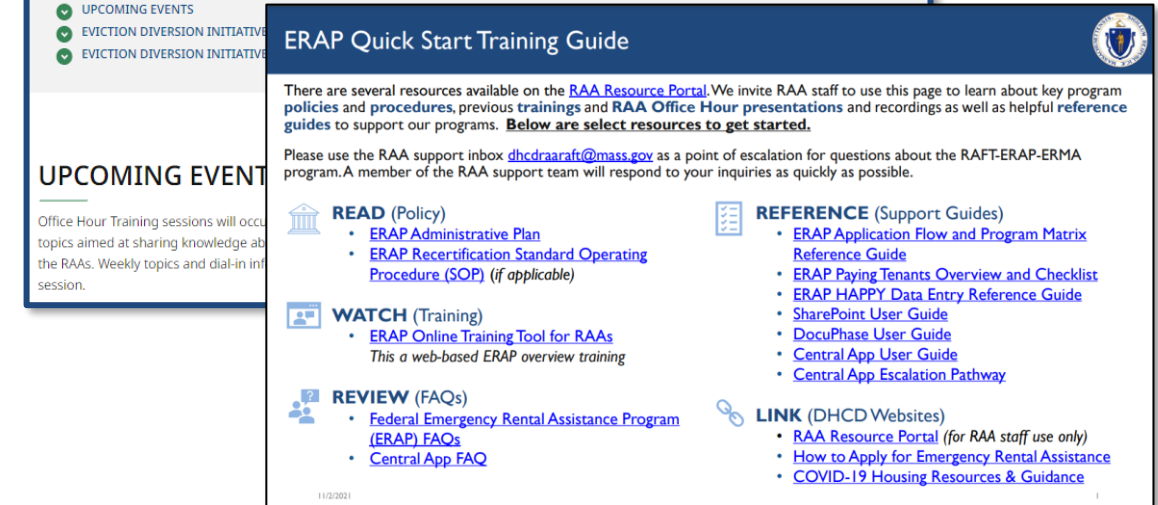 UPCOMING EVENTS
EVICTION DIVERSION INITIATIVE
EVICTION DIVERSION INITIATIVE
UPCOMING EVENT
Office Hour Training sessions will occu
topics aimed at sharing knowledge ab
the RAAs. Weekly topics and dial-in inf
session.
ERAP Quick Start Training Guide
There are several resources available on the RAA Resource Portal. We invite RAA staff to use this page to learn about key program
policies and procedures, previous trainings and RAA Office Hour presentations and recordings as well as helpful reference
guides to support our programs. Below are select resources to get started.
Please use the RAA support inbox dhcdraaraft@mass.gov as a point of escalation for questions about the RAFT-ERAP-ERMA
program. A member of the RAA support team will respond to your inquiries as quickly as possible.
READ (Policy)
• ERAP Administrative Plan
• ERAP Recertification Standard Operating
Procedure (SOP) (if applicable)
WATCH (Training)
• ERAP Online Training Tool for RAAs
This a web-based ERAP overview training
REVIEW (FAQs)
• Federal Emergency Rental Assistance Program
(ERAP) FAQs
• Central App FAQ
REFERENCE (Support Guides)
• ERAP Application Flow and Program Matrix
Reference Guide
• ERAP Paying Tenants Overview and Checklist
• ERAP HAPPY Data Entry Reference Guide
• SharePoint User Guide
• DocuPhase User Guide
• Central App User Guide
• Central App Escalation Pathway
LINK (DHCD Websites)
• RAA Resource Portal (for RAA staff use only)
• How to Apply for Emergency Rental Assistance
• COVID-19 Housing Resources & Guidance
11/2/2021
1